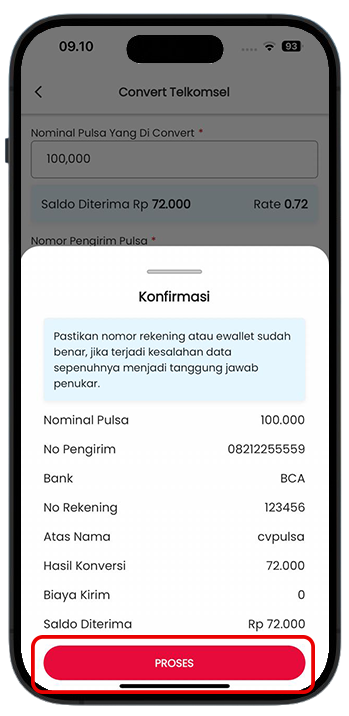 09.10
93
Convert Telkomsel
Nominal Pulsa Yang Di Convert *
100,000
Saldo Diterima Rp 72.000 Rate 0.72
Nomor Pengirim Pulsa *
Konfirmasi
Pastikan nomor rekening atau ewallet sudah
benar, jika terjadi kesalahan data
sepenuhnya menjadi tanggung jawab
penukar.
Nominal Pulsa 100.000
No Pengirim 08212255559
Bank BCA
No Rekening 123456
Atas Nama cvpulsa
Hasil Konversi 72.000
Biaya Kirim 0
Saldo Diterima Rp 72.000
PROSES